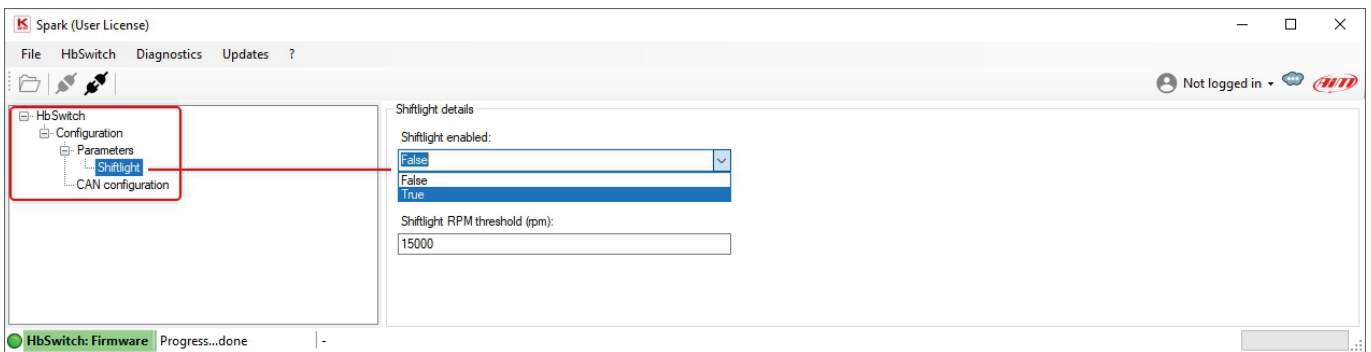 Spark (User License)
File HbSwitch Diagnostics Updates ?
Not logged in
AiM
HbSwitch
Configuration
Parameters
Shiftlight
CAN configuration
Shiftlight details
Shiftlight enabled:
False
False
True
Shiftlight RPM threshold (rpm):
15000
HbSwitch: Firmware Progress...done -